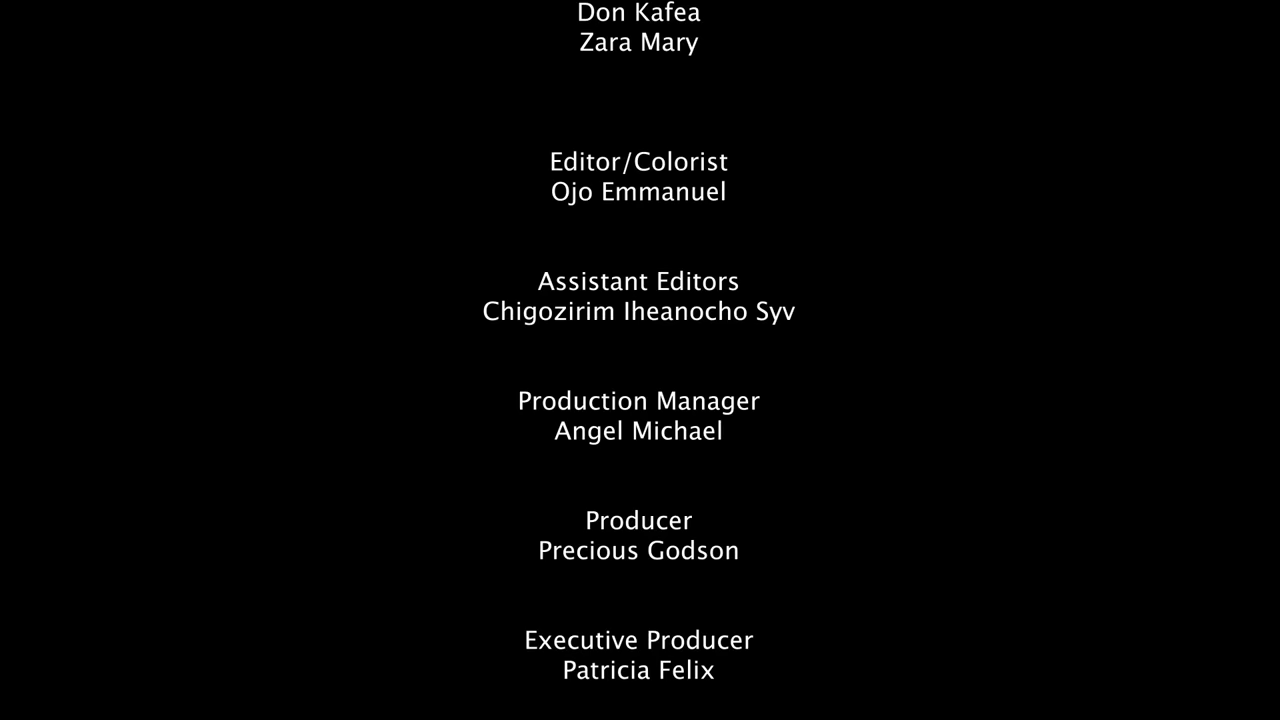 Don Kafea
Zara Mary
Editor/Colorist
Ojo Emmanuel
Assistant Editors
Chigozirim Iheanocho Syv
Production Manager
Angel Michael
Producer
Precious Godson
Executive Producer
Patricia Felix